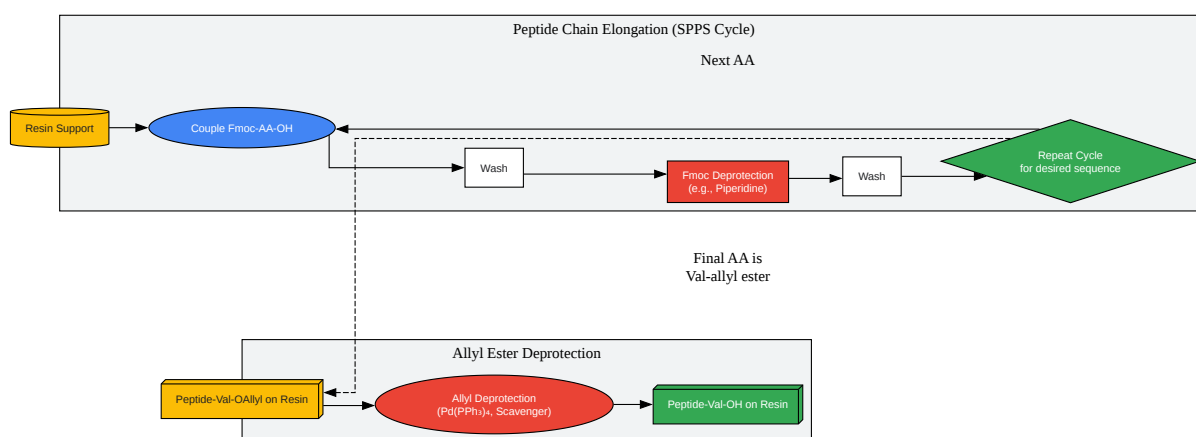 Peptide Chain Elongation (SPPS Cycle)
Next AA
Resin Support
Couple Fmoc-AA-OH
Wash
Fmoc Deprotection
(e.g., Piperidine)
Wash
Repeat Cycle
for desired sequence
Final AA is
Val-allyl ester
Allyl Ester Deprotection
Peptide-Val-OAllyl on Resin
Allyl Deprotection
(Pd(PPh₃)₄, Scavenger)
Peptide-Val-OH on Resin